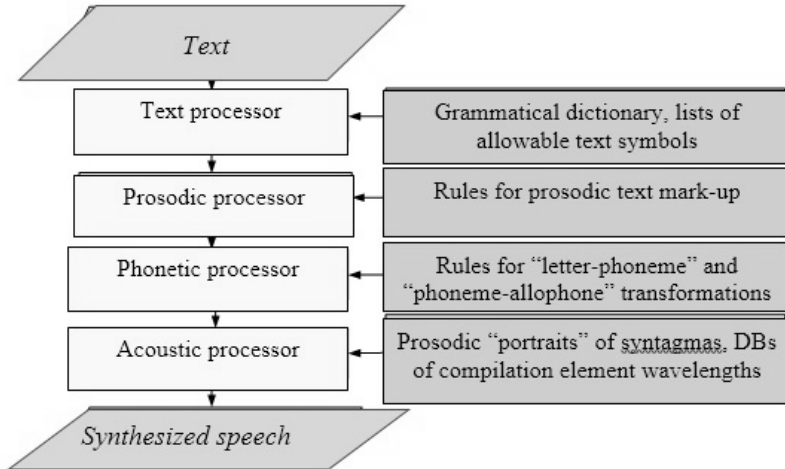 Text
Text processor
Grammatical dictionary, lists of
allowable text symbols
Prosodic processor
Rules for prosodic text mark-up
Phonetic processor
Rules for “letter-phoneme” and
“phoneme-allophone” transformations
Acoustic processor
Prosodic “portraits” of syntagmas, DBs
of compilation element wavelengths
Synthesized speech